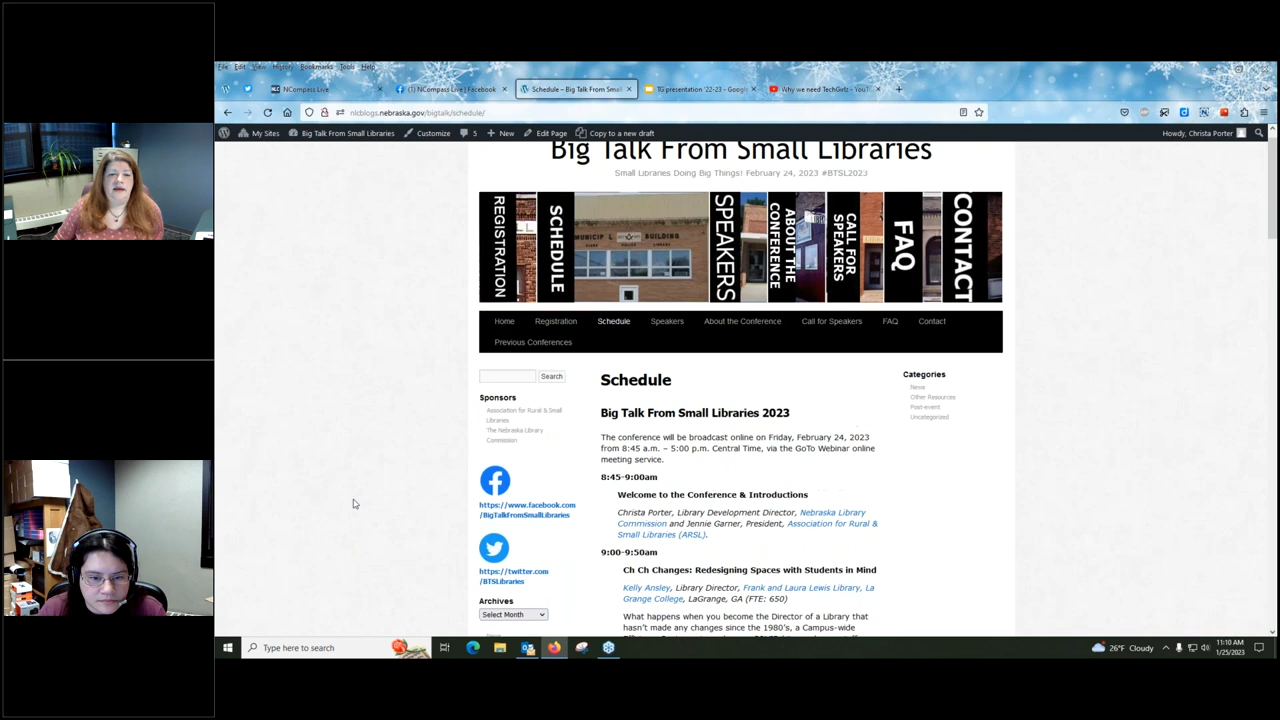 File Edit View History Bookmarks Tools Help
NCompass Live
(1) NCompass Live | Facebook
Schedule – Big Talk From Small
TG presentation '22-23 - Google
Why we need TechGirlz - YouT
nlcblogs.nebraska.gov/bigtalk/schedule/
My Sites Big Talk From Small Libraries Customize 5 New Edit Page Copy to a new draft Howdy, Christa Porter
Big Talk From Small Libraries
Small Libraries Doing Big Things! February 24, 2023 #BTSL2023
REGISTRATION
SCHEDULE
SPEAKERS
ABOUT THE CONFERENCE
CALL FOR SPEAKERS
FAQ
CONTACT
Home Registration Schedule Speakers About the Conference Call for Speakers FAQ Contact
Previous Conferences
Search
Sponsors
Association for Rural & Small
Libraries
The Nebraska Library
Commission
https://www.facebook.com
/BigTalkFromSmallLibraries
https://twitter.com
/BTSLibraries
Archives
Select Month
Schedule
Big Talk From Small Libraries 2023
The conference will be broadcast online on Friday, February 24, 2023
from 8:45 a.m. – 5:00 p.m. Central Time, via the GoTo Webinar online
meeting service.
8:45-9:00am
Welcome to the Conference & Introductions
Christa Porter, Library Development Director, Nebraska Library
Commission and Jennie Garner, President, Association for Rural &
Small Libraries (ARSL).
9:00-9:50am
Ch Ch Changes: Redesigning Spaces with Students in Mind
Kelly Ansley, Library Director, Frank and Laura Lewis Library, La
Grange College, LaGrange, GA (FTE: 650)
What happens when you become the Director of a Library that
hasn't made any changes since the 1980's, a Campus-wide
Categories
News
Other Resources
Post-event
Uncategorized
Type here to search
26°F Cloudy
11:10 AM
1/25/2023